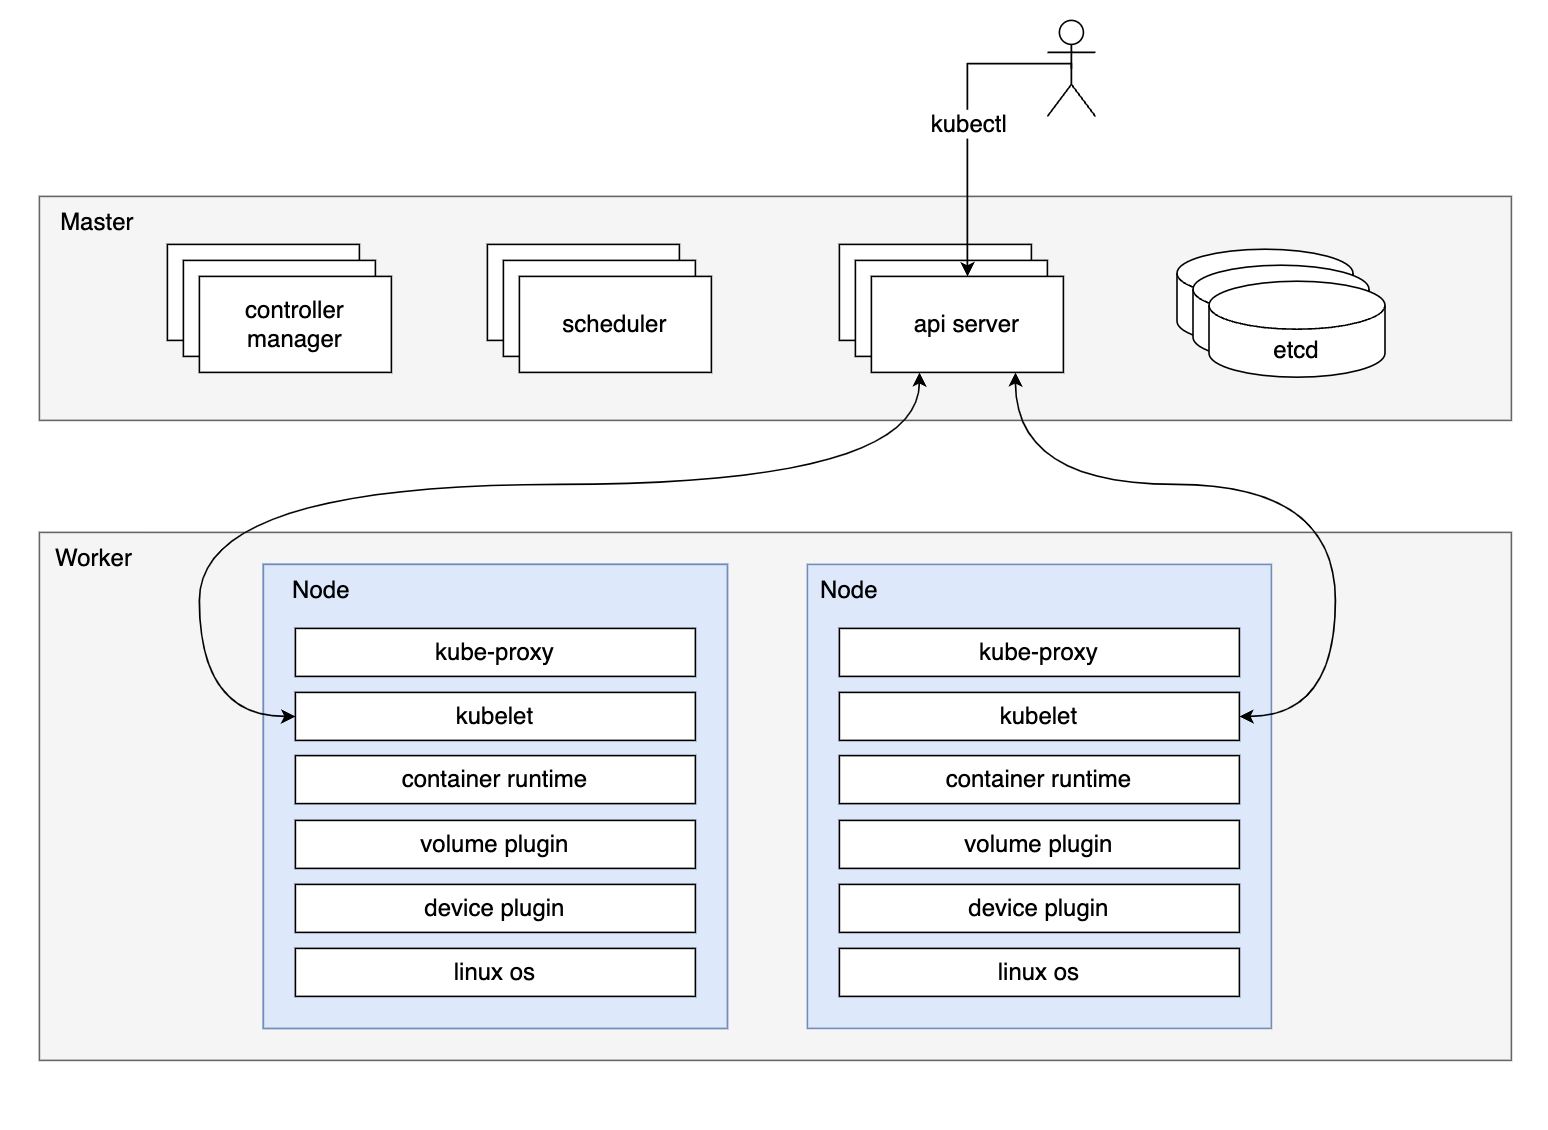 kubectl
Master
controller
manager
scheduler
api server
etcd
Worker
Node
kube-proxy
kubelet
container runtime
volume plugin
device plugin
linux os
Node
kube-proxy
kubelet
container runtime
volume plugin
device plugin
linux os